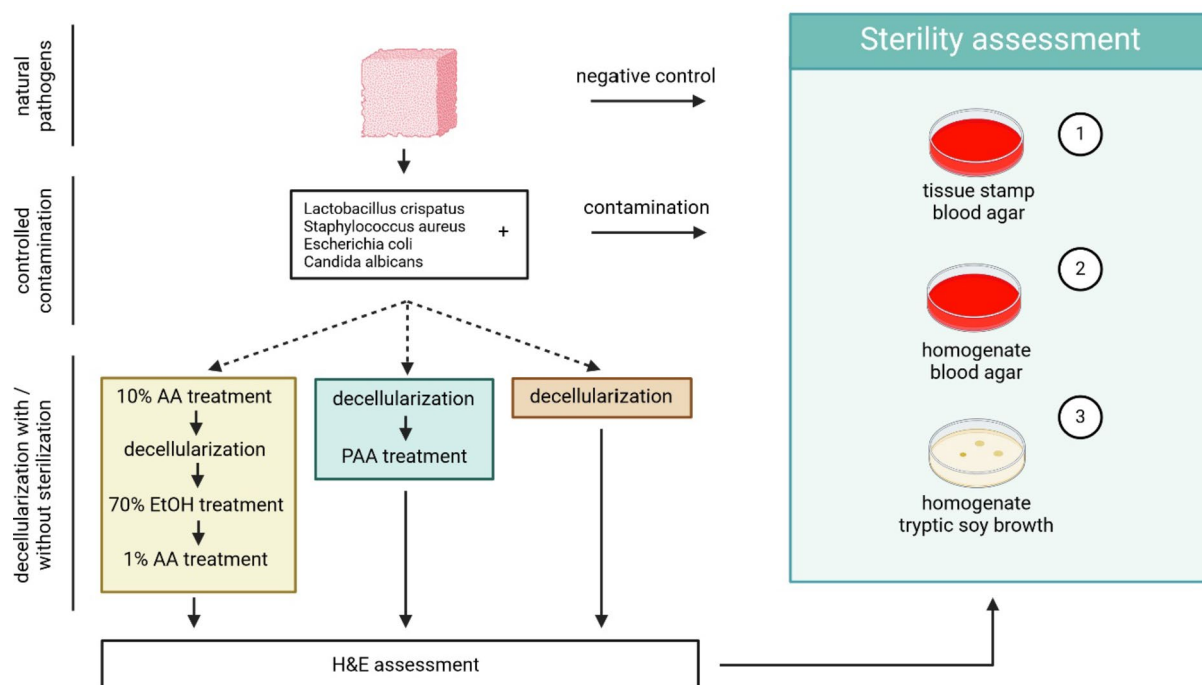 natural
pathogens
negative control
controlled
contamination
Lactobacillus crispatus
Staphylococcus aureus
Escherichia coli
Candida albicans
+
contamination
decellularization with /
without sterilization
10% AA treatment
decellularization
70% EtOH treatment
1% AA treatment
decellularization
PAA treatment
decellularization
H&E assessment
Sterility assessment
1
tissue stamp
blood agar
2
homogenate
blood agar
3
homogenate
tryptic soy browth